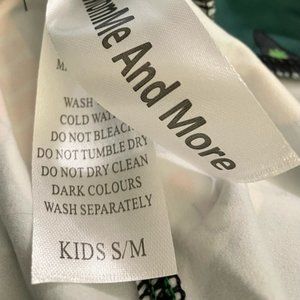 And More
WASH
COLD
DO NOT BLEACH
DO NOT TUMBLE DRY
DO NOT DRY CLEAN
DARK COLOURS
WASH SEPARATELY
KIDS S/M